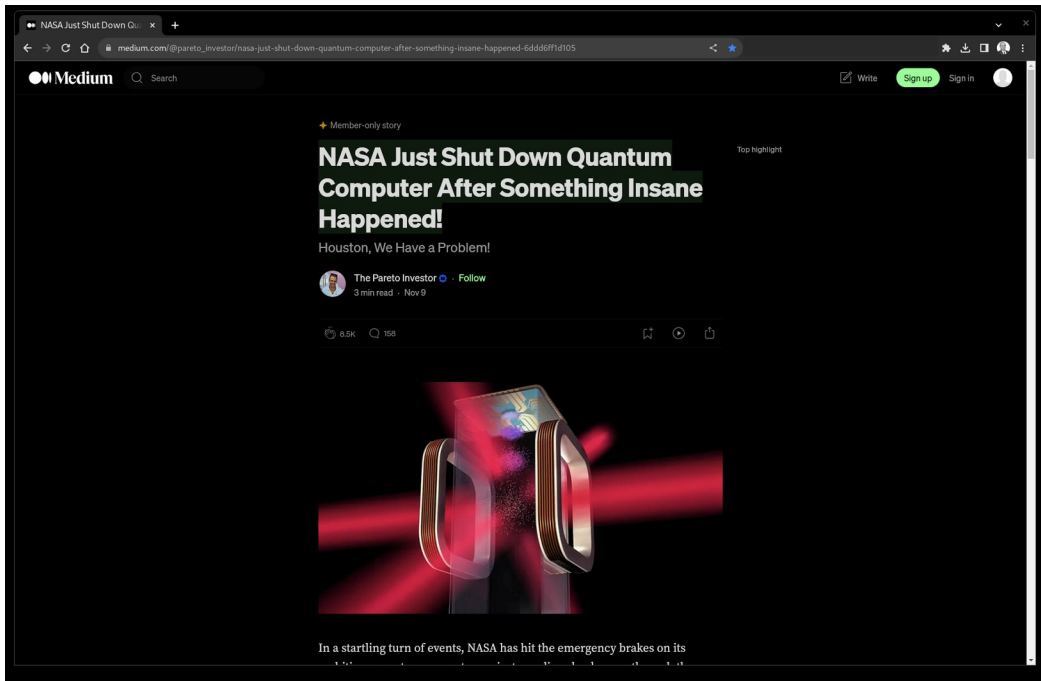 NASA Just Shut Down Qu
medium.com/@pareto_investor/nasa-just-shut-down-quantum-computer-after-something-insane-happened-6ddd6ff1d105
Medium
Search
Write
Sign up
Sign in
Member-only story
NASA Just Shut Down Quantum
Computer After Something Insane
Happened!
Top highlight
Houston, We Have a Problem!
The Pareto Investor · Follow
3 min read · Nov 9
8.5K
158
In a startling turn of events, NASA has hit the emergency brakes on its